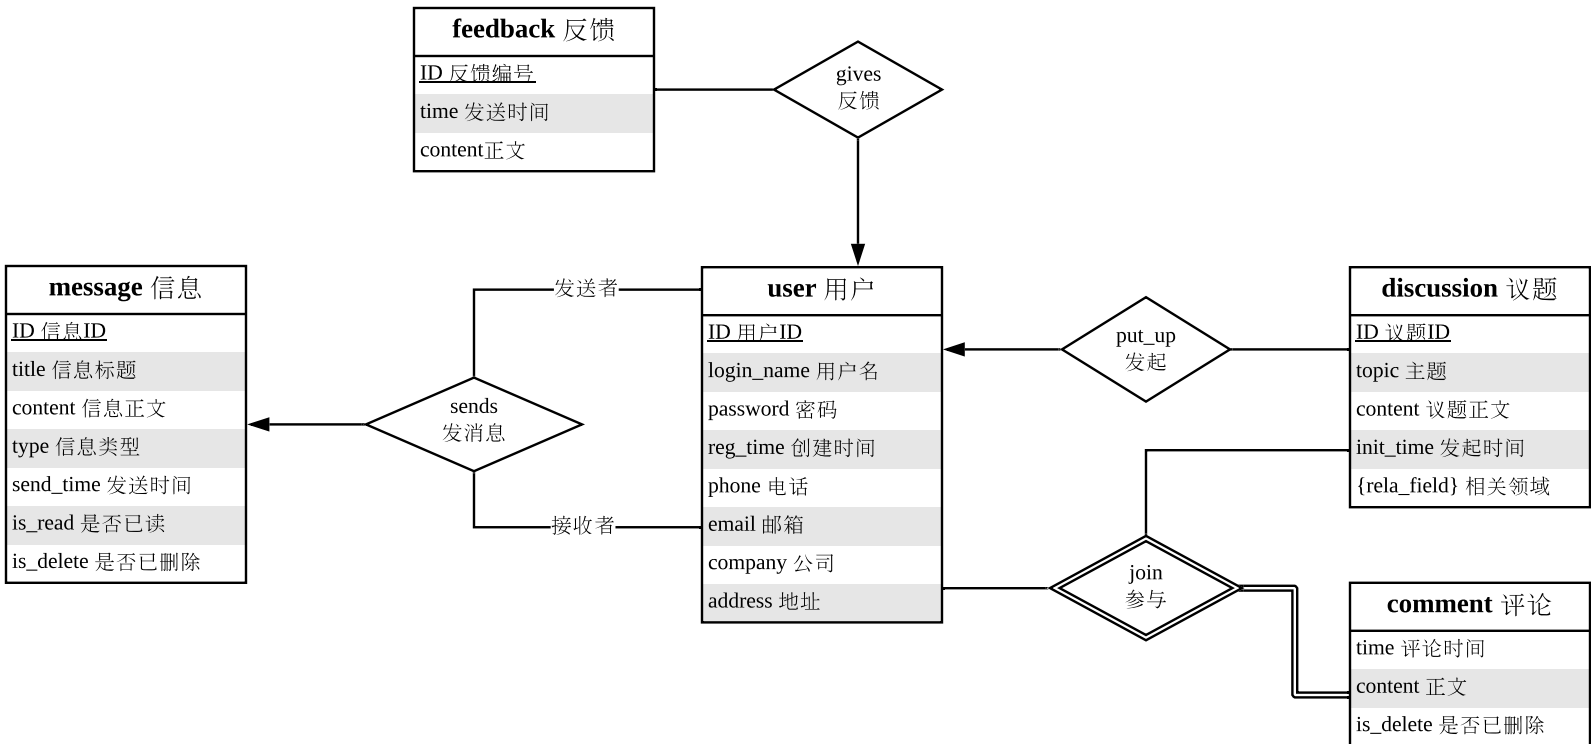 feedback 反馈
ID 反馈编号
time 发送时间
content正文
gives
反馈
message 信息
ID 信息ID
title 信息标题
content 信息正文
type 信息类型
send_time 发送时间
is_read 是否已读
is_delete 是否已删除
发送者
sends
发消息
接收者
user 用户
ID 用户ID
login_name 用户名
password 密码
reg_time 创建时间
phone 电话
email 邮箱
company 公司
address 地址
put_up
发起
discussion 议题
ID 议题ID
topic 主题
content 议题正文
init_time 发起时间
{rela_field} 相关领域
join
参与
comment 评论
time 评论时间
content 正文
is_delete 是否已删除